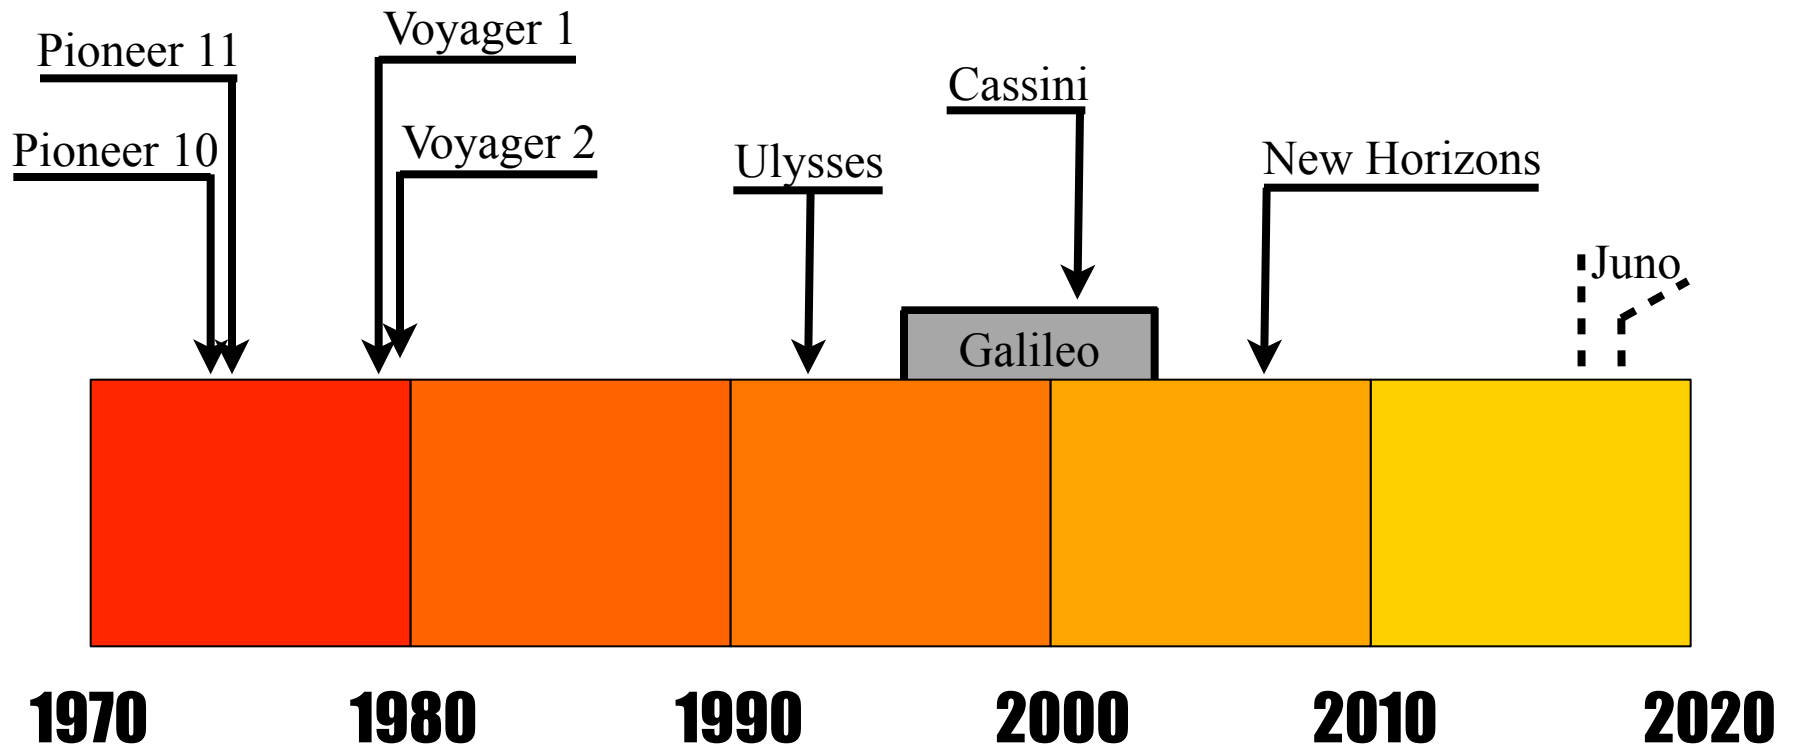 Pioneer 11
Voyager 1
Pioneer 10
Voyager 2
Ulysses
Cassini
New Horizons
Juno
Galileo
1970
1980
1990
2000
2010
2020